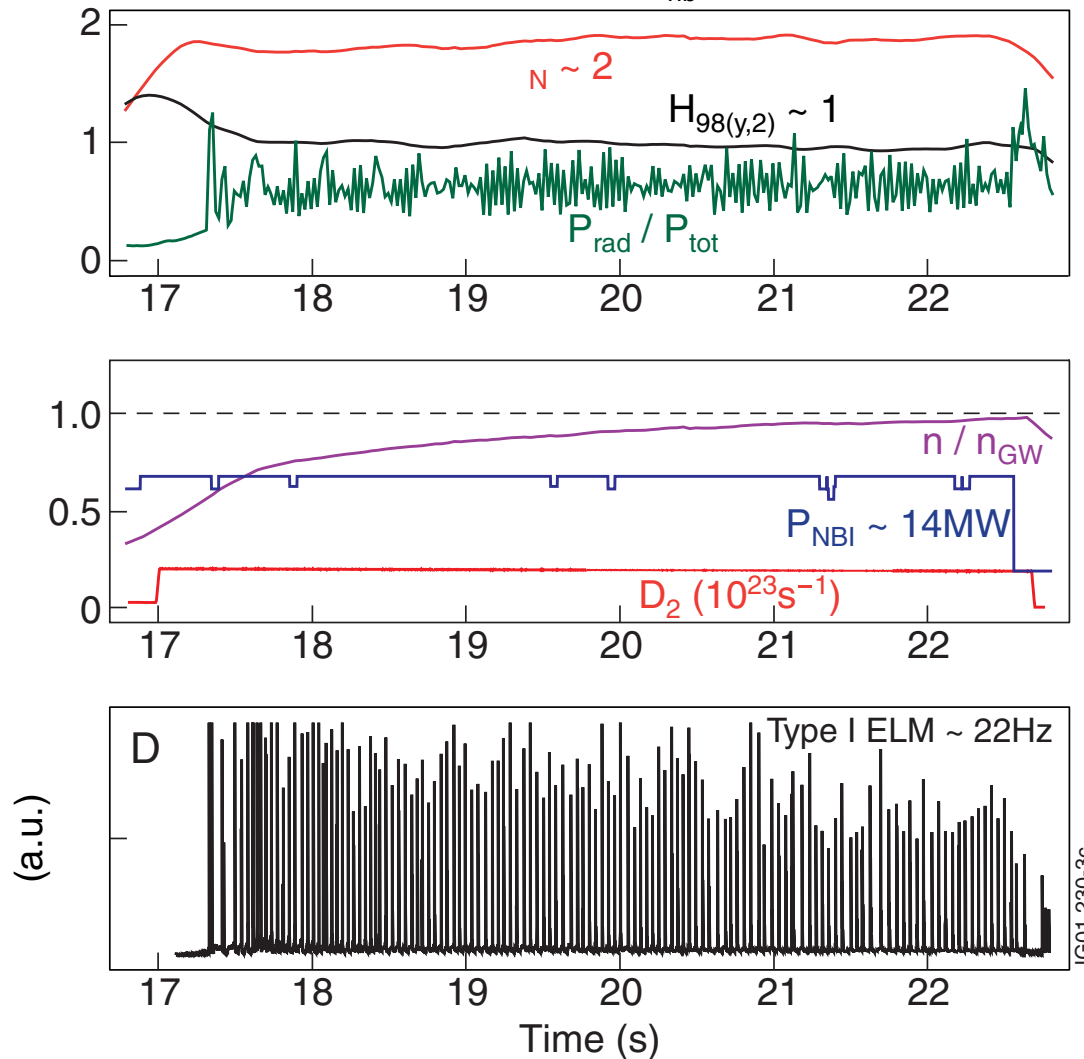 2
N ~ 2
H98(y,2) ~ 1
1
Prad / Ptot
0
17 18 19 20 21 22
1.0
n / nGW
0.5
PNBI ~ 14MW
D2 (10²³s⁻¹)
0
17 18 19 20 21 22
D
Type I ELM ~ 22Hz
(a.u.)
17 18 19 20 21 22
Time (s)